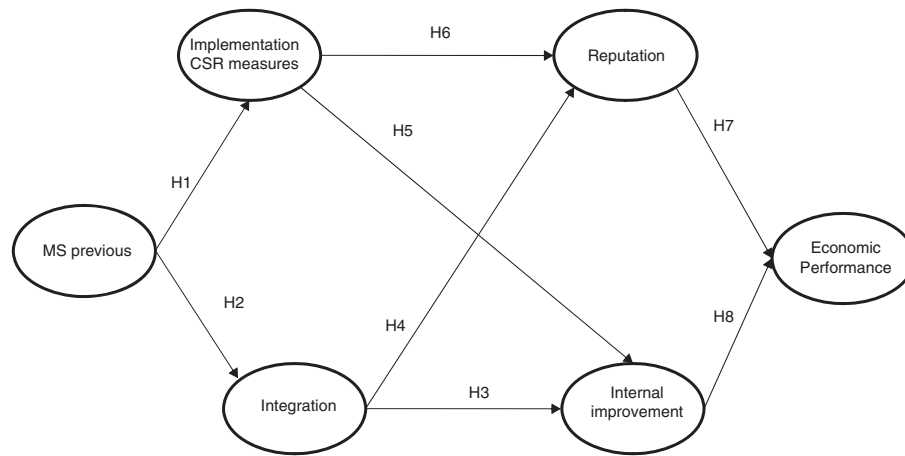 Implementation
CSR measures
H6
Reputation
H5
H7
H1
MS previous
Economic
Performance
H2
H4
H8
Integration
H3
Internal
improvement